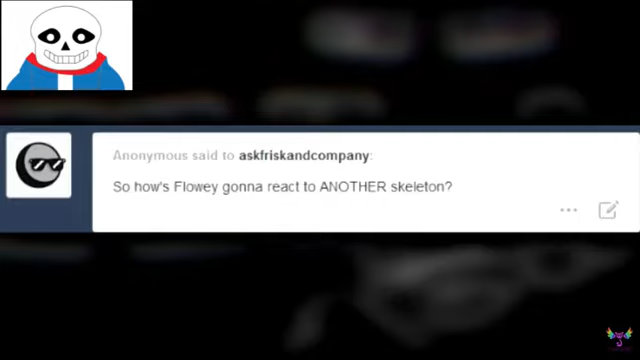 Anonymous said to askfriskandcompany:
So how's Flowey gonna react to ANOTHER skeleton?